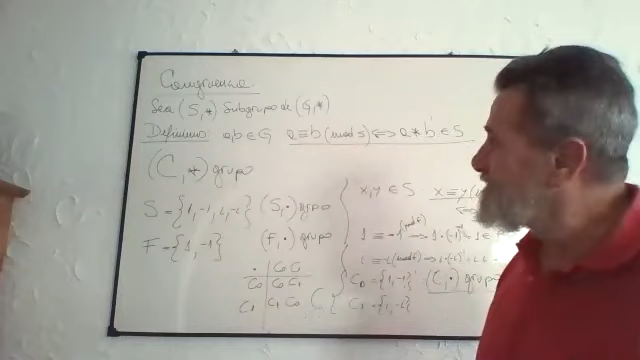 Congruencia
Sea (S,*) Subgrupo de (G,*)
Definimos a,b ∈ G a≡b (mod S) ⟺ a*b' ∈ S
(C,*) grupo
S = {1,-1,i,-i} (S,·) grupo
F = {1,-1} (F,·) grupo
· | C0 C1
C0 | C0 C1
C1 | C1 C0
x,y ∈ S x≡y
C0 = {1,-1} (C,·) grupo
C1 = {i,-i}